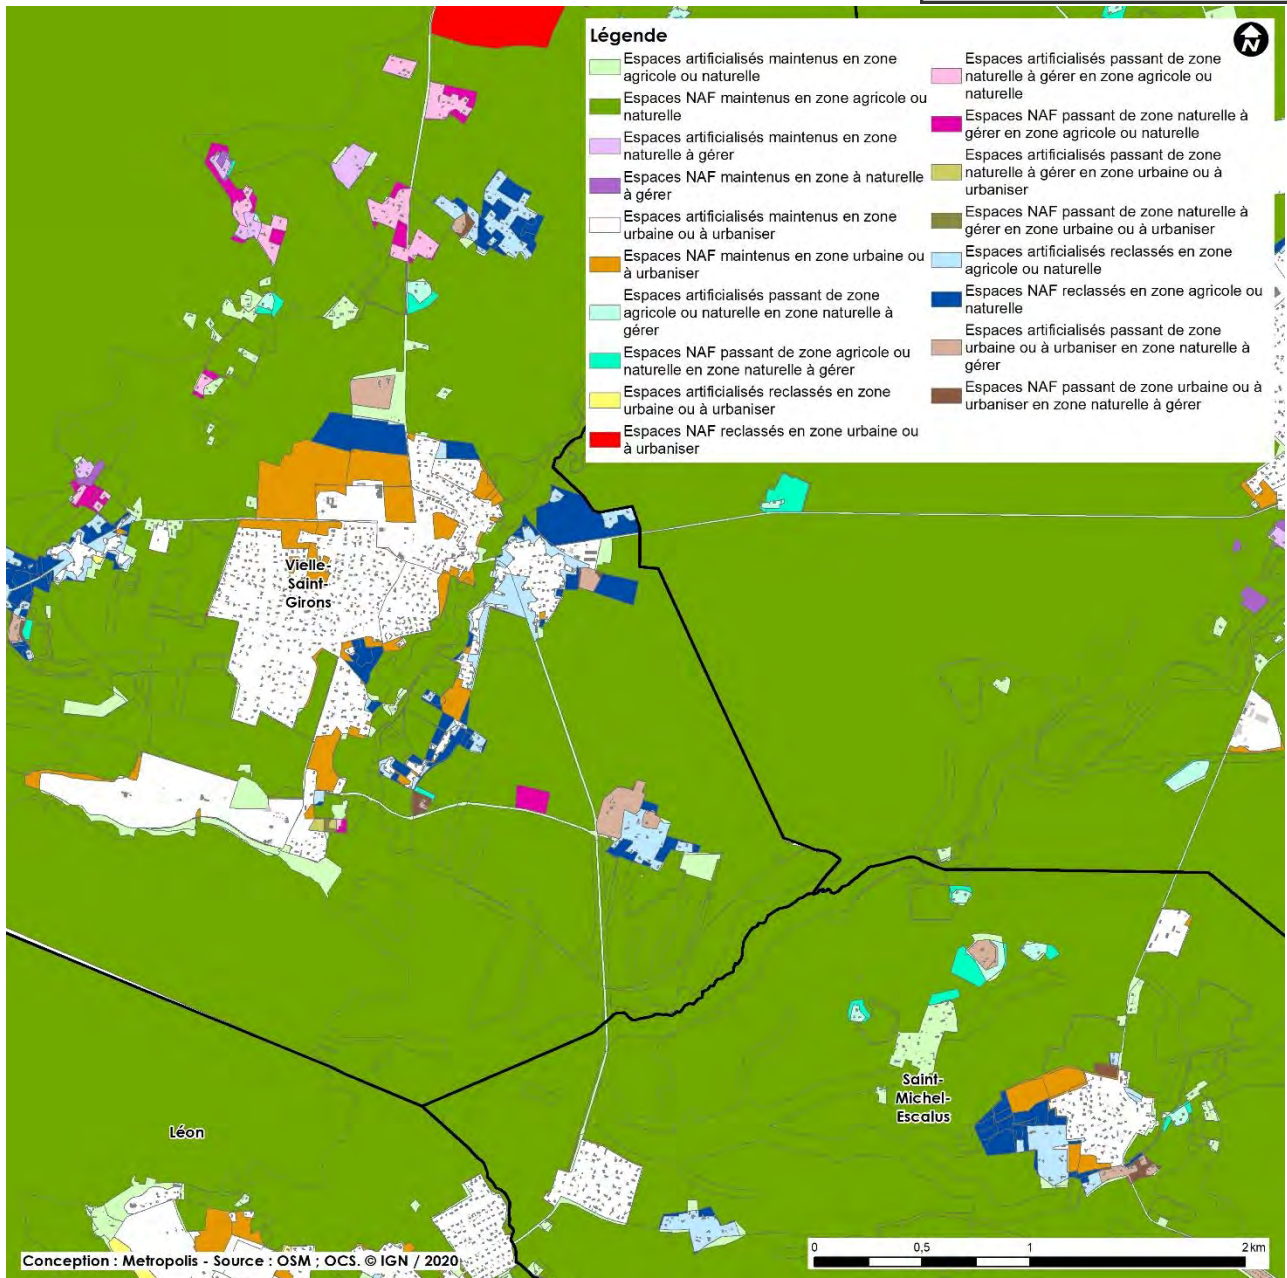 Légende
N
Espaces artificialisés maintenus en zone
agricole ou naturelle
Espaces NAF maintenus en zone agricole ou
naturelle
Espaces artificialisés maintenus en zone
naturelle à gérer
Espaces NAF maintenus en zone à naturelle
à gérer
Espaces artificialisés maintenus en zone
urbaine ou à urbaniser
Espaces NAF maintenus en zone urbaine ou
à urbaniser
Espaces artificialisés passant de zone
agricole ou naturelle en zone naturelle à
gérer
Espaces NAF passant de zone agricole ou
naturelle en zone naturelle à gérer
Espaces artificialisés reclassés en zone
urbaine ou à urbaniser
Espaces NAF reclassés en zone urbaine ou
à urbaniser
Espaces artificialisés passant de zone
naturelle à gérer en zone agricole ou
naturelle
Espaces NAF passant de zone naturelle à
gérer en zone agricole ou naturelle
Espaces artificialisés passant de zone
naturelle à gérer en zone urbaine ou à
urbaniser
Espaces NAF passant de zone naturelle à
gérer en zone urbaine ou à urbaniser
Espaces artificialisés reclassés en zone
agricole ou naturelle
Espaces NAF reclassés en zone agricole ou
naturelle
Espaces artificialisés passant de zone
urbaine ou à urbaniser en zone naturelle à
gérer
Espaces NAF passant de zone urbaine ou à
urbaniser en zone naturelle à gérer
Vielle-
Saint-
Girons
Saint-
Michel-
Escalus
Léon
Conception : Metropolis - Source : OSM ; OCS. © IGN / 2020
0 0,5 1 2 km